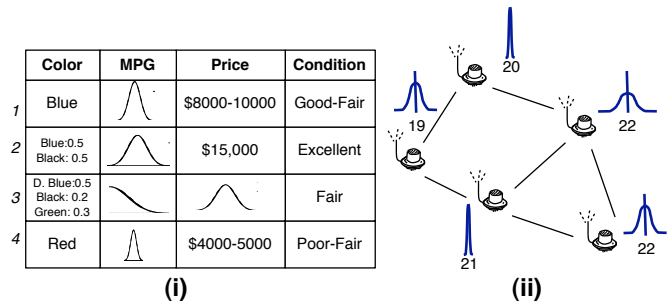 Color MPG Price Condition
1 Blue $8000-10000 Good-Fair
2 Blue:0.5
Black: 0.5
$15,000 Excellent
3 D. Blue:0.5
Black: 0.2
Green: 0.3
Fair
4 Red $4000-5000 Poor-Fair
(i)
20
19
22
21
22
(ii)